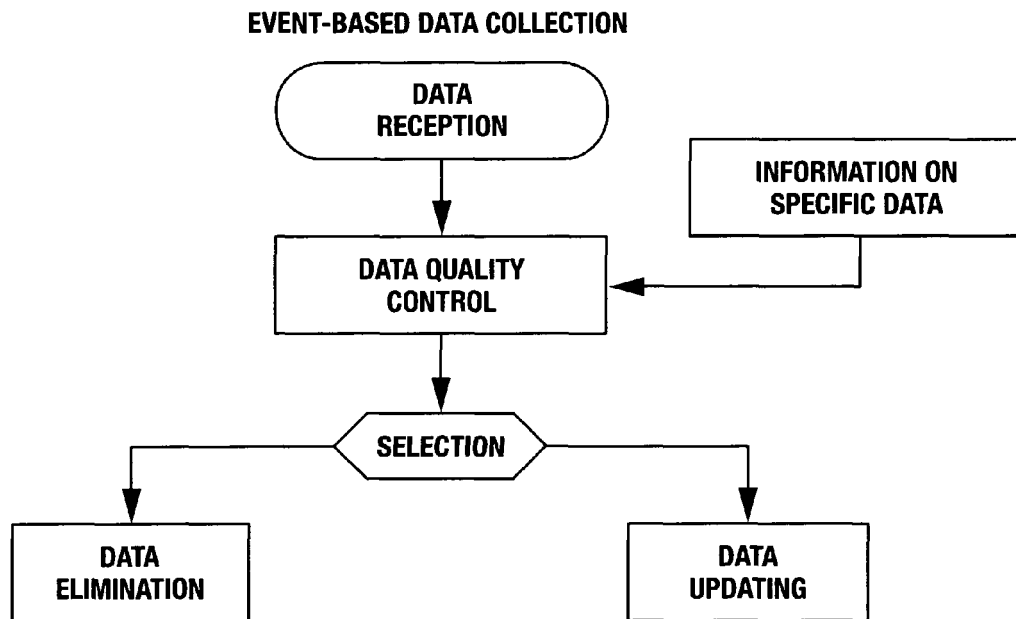 EVENT-BASED DATA COLLECTION
DATA
RECEPTION
INFORMATION ON
SPECIFIC DATA
DATA QUALITY
CONTROL
SELECTION
DATA
ELIMINATION
DATA
UPDATING